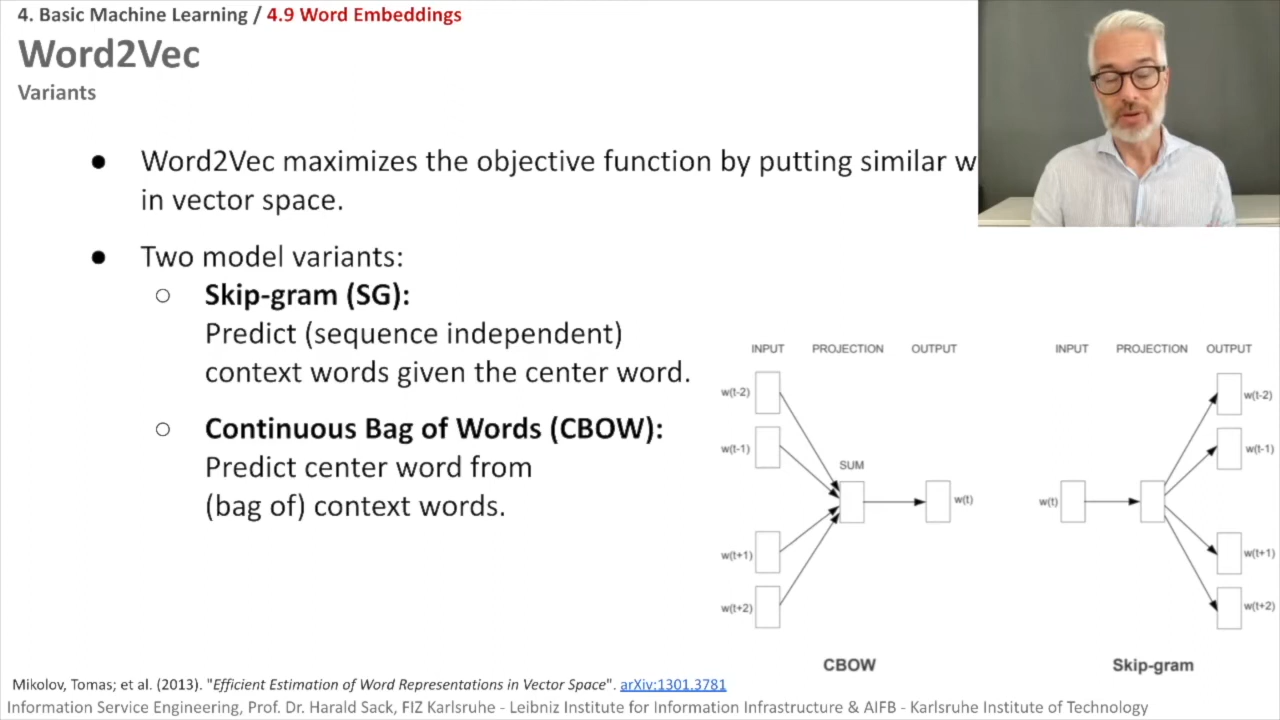 4. Basic Machine Learning / 4.9 Word Embeddings
Word2Vec
Variants
● Word2Vec maximizes the objective function by putting similar
in vector space.
● Two model variants:
○ Skip-gram (SG):
Predict (sequence independent)
context words given the center word.
○ Continuous Bag of Words (CBOW):
Predict center word from
(bag of) context words.
INPUT PROJECTION OUTPUT
w(t-2)
w(t-1)
SUM
w(t)
w(t+1)
w(t+2)
CBOW
INPUT PROJECTION OUTPUT
w(t-2)
w(t-1)
w(t)
w(t+1)
w(t+2)
Skip-gram
Mikolov, Tomas; et al. (2013). "Efficient Estimation of Word Representations in Vector Space". arXiv:1301.3781
Information Service Engineering, Prof. Dr. Harald Sack, FIZ Karlsruhe - Leibniz Institute for Information Infrastructure & AIFB - Karlsruhe Institute of Technology